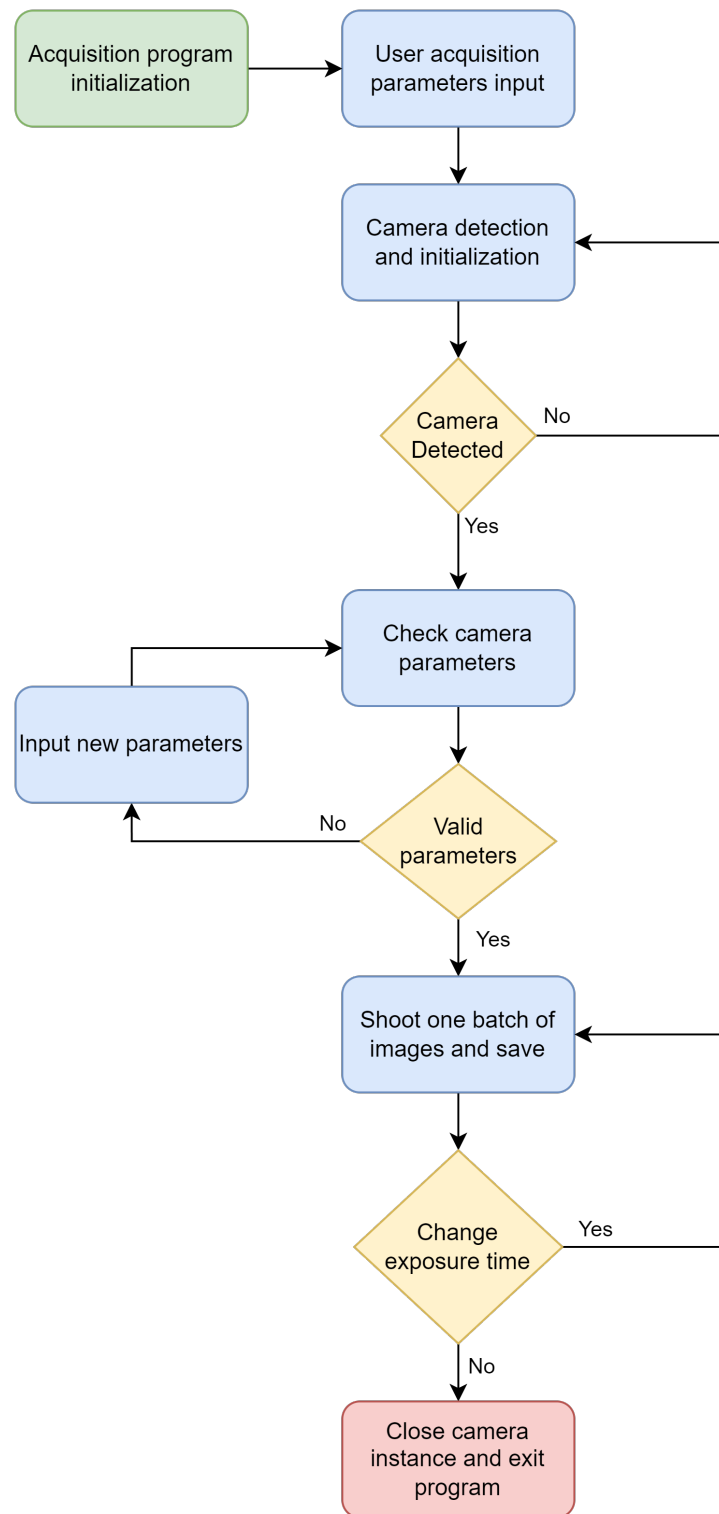 Acquisition program
initialization
User acquisition
parameters input
Camera detection
and initialization
Camera
Detected
No
Yes
Check camera
parameters
Input new parameters
No
Valid
parameters
Yes
Shoot one batch of
images and save
Change
exposure time
Yes
No
Close camera
instance and exit
program